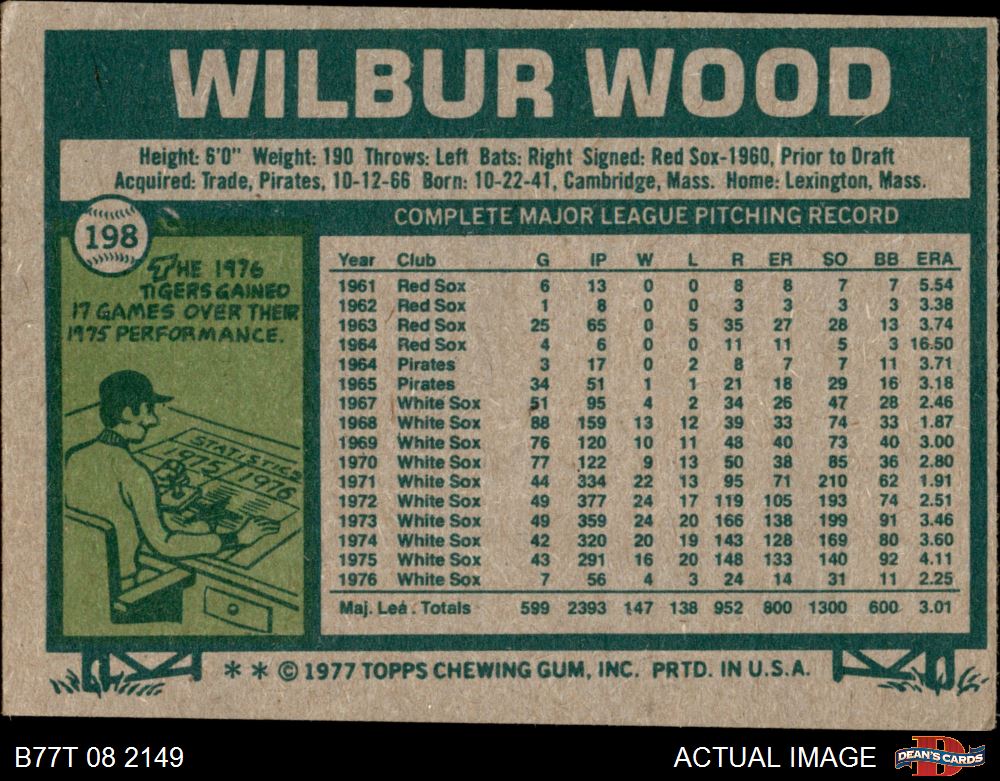 WILBUR WOOD
Height: 6'0" Weight: 190 Throws: Left Bats: Right Signed: Red Sox-1960, Prior to Draft
Acquired: Trade, Pirates, 10-12-66 Born: 10-22-41, Cambridge, Mass. Home: Lexington, Mass.
198
THE 1976
TIGERS GAINED
17 GAMES OVER THEIR
1975 PERFORMANCE.
STATISTICS
1975 1976
COMPLETE MAJOR LEAGUE PITCHING RECORD
Year Club G IP W L R ER SO BB ERA
1961 Red Sox 6 13 0 0 8 8 7 7 5.54
1962 Red Sox 1 8 0 0 3 3 3 3 3.38
1963 Red Sox 25 65 0 5 35 27 28 13 3.74
1964 Red Sox 4 6 0 0 11 11 5 3 16.50
1964 Pirates 3 17 0 2 8 7 7 11 3.71
1965 Pirates 34 51 1 1 21 18 29 16 3.18
1967 White Sox 51 95 4 2 34 26 47 28 2.46
1968 White Sox 88 159 13 12 39 33 74 33 1.87
1969 White Sox 76 120 10 11 48 40 73 40 3.00
1970 White Sox 77 122 9 13 50 38 85 36 2.80
1971 White Sox 44 334 22 13 95 71 210 62 1.91
1972 White Sox 49 377 24 17 119 105 193 74 2.51
1973 White Sox 49 359 24 20 166 138 199 91 3.46
1974 White Sox 42 320 20 19 143 128 169 80 3.60
1975 White Sox 43 291 16 20 148 133 140 92 4.11
1976 White Sox 7 56 4 3 24 14 31 11 2.25
Maj. Lea. Totals 599 2393 147 138 952 800 1300 600 3.01
** © 1977 TOPPS CHEWING GUM, INC. PRTD. IN U.S.A.
B77T 08 2149
ACTUAL IMAGE
D
DEAN'S CARDS